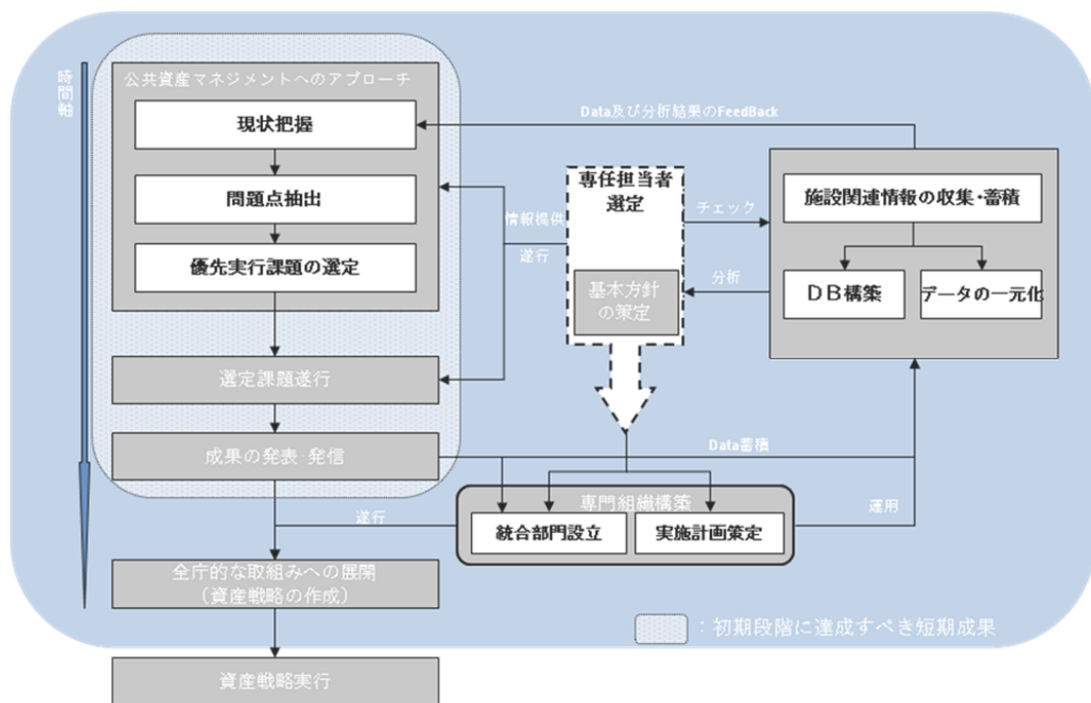 時間軸
公共資産マネジメントへのアプローチ
現状把握
問題点抽出
優先実行課題の選定
選定課題遂行
成果の発表・発信
全庁的な取組みへの展開
（資産戦略の作成）
資産戦略実行
Data及び分析結果のFeedBack
専任担当者
選定
情報提供
遂行
基本方針
の策定
チェック
分析
施設関連情報の収集・蓄積
ＤＢ構築
データの一元化
Data蓄積
専門組織構築
統合部門設立
実施計画策定
遂行
運用
：初期段階に達成すべき短期成果